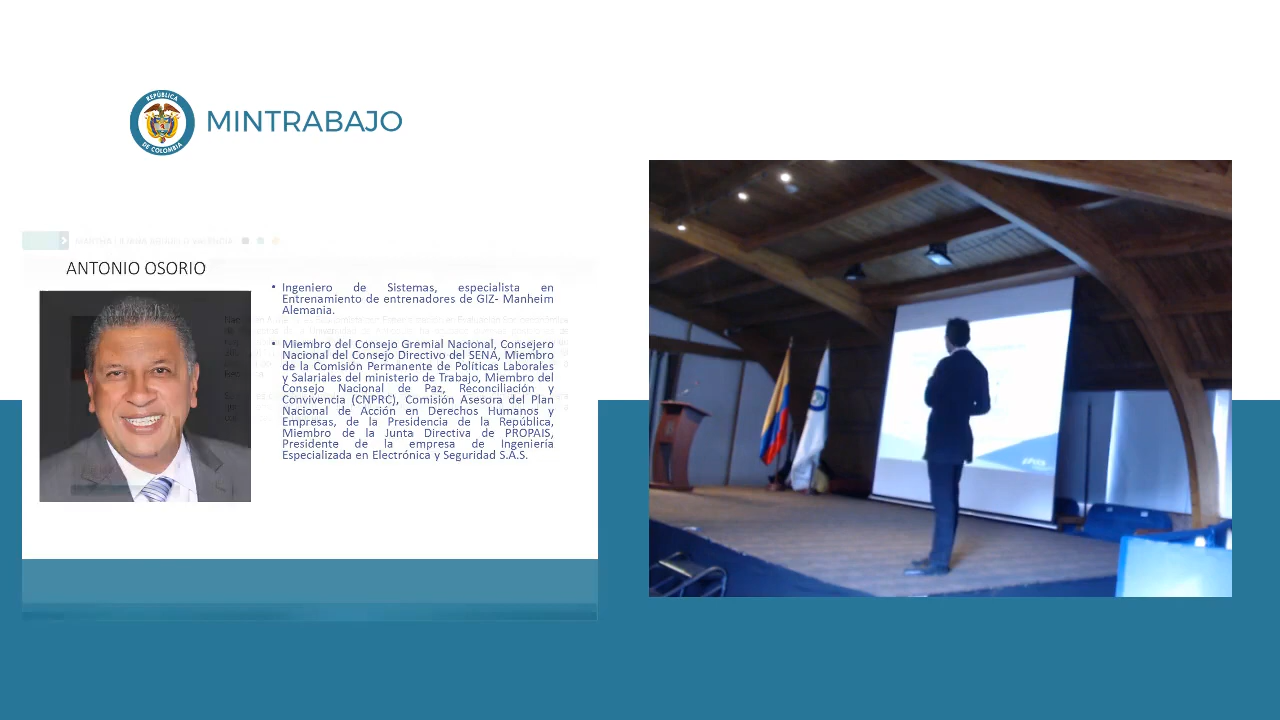 REPÚBLICA
DE COLOMBIA
MINTRABAJO
ANTONIO OSORIO
• Ingeniero de Sistemas, especialista en
Entrenamiento de entrenadores de GIZ- Manheim
Alemania.
• Miembro del Consejo Gremial Nacional, Consejero
Nacional del Consejo Directivo del SENA, Miembro
de la Comisión Permanente de Políticas Laborales
y Salariales del ministerio de Trabajo, Miembro del
Consejo Nacional de Paz, Reconciliación y
Convivencia (CNPRC), Comisión Asesora del Plan
Nacional de Acción en Derechos Humanos y
Empresas, de la Presidencia de la República,
Miembro de la Junta Directiva de PROPAIS,
Presidente de la empresa de Ingeniería
Especializada en Electrónica y Seguridad S.A.S.